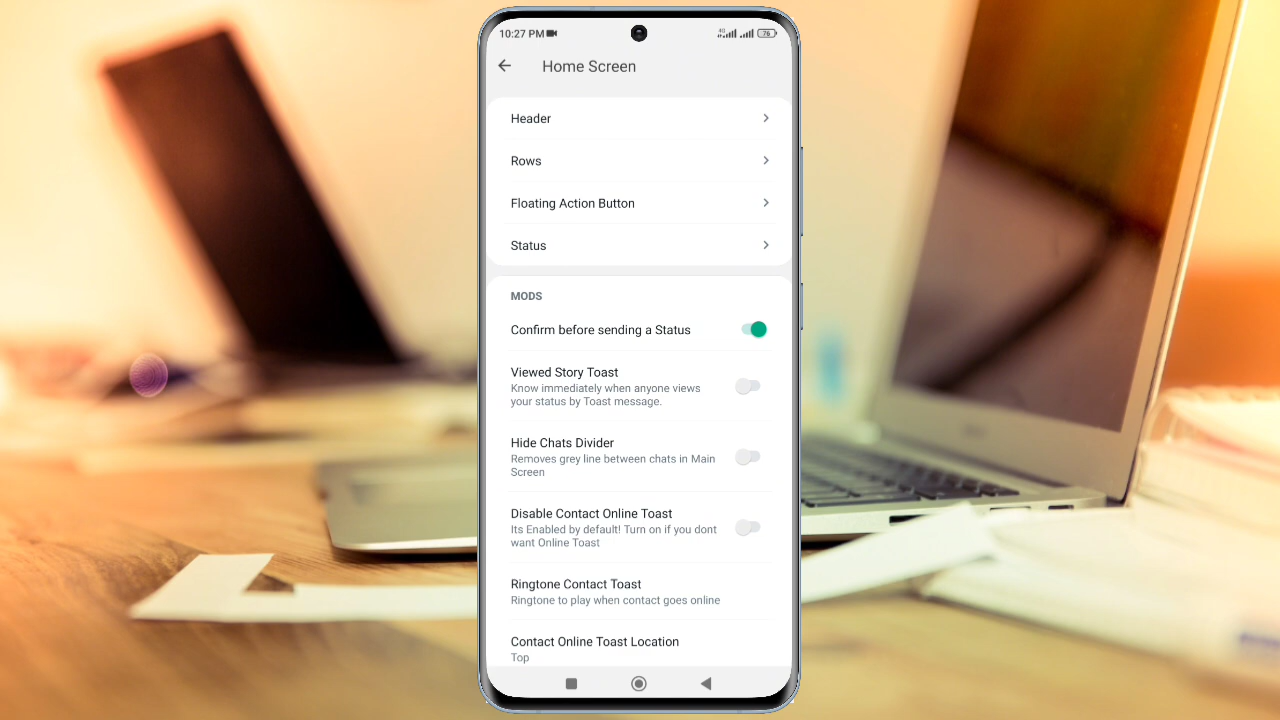 10:27 PM
4G
76
Home Screen
Header
Rows
Floating Action Button
Status
MODS
Confirm before sending a Status
Viewed Story Toast
Know immediately when anyone views
your status by Toast message.
Hide Chats Divider
Removes grey line between chats in Main
Screen
Disable Contact Online Toast
Its Enabled by default! Turn on if you dont
want Online Toast
Ringtone Contact Toast
Ringtone to play when contact goes online
Contact Online Toast Location
Top